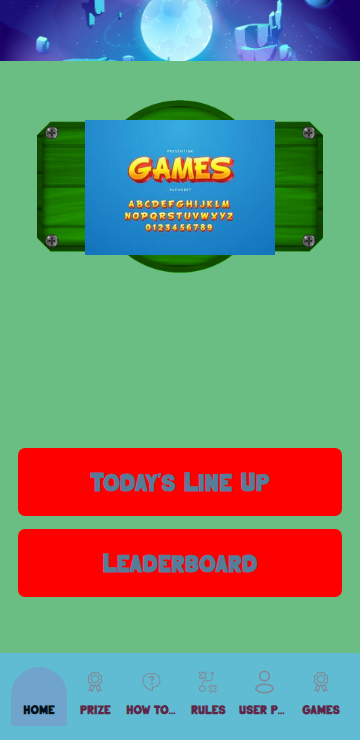 PRESENTING
GAMES
ALPHABET
ABCDEFGHIJKLM
NOPQRSTUVWXYZ
0123456789
Today's Line Up
Leaderboard
HOME PRIZE HOW TO... RULES USER P... GAMES